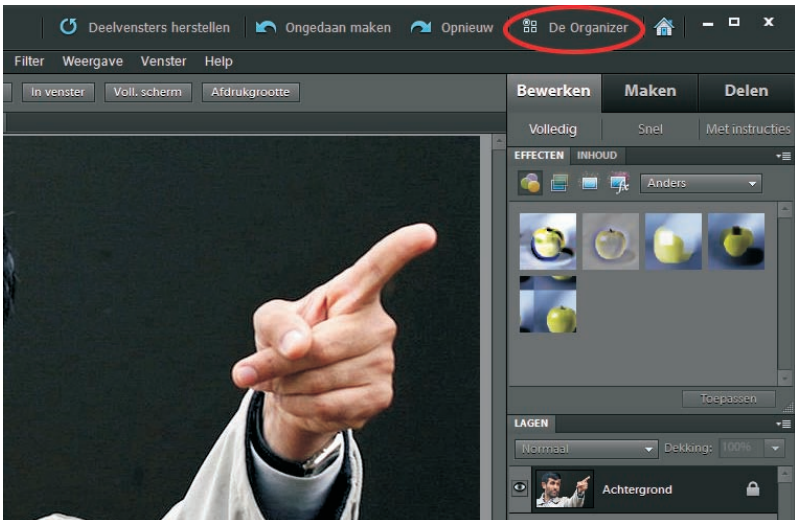 Deelvensters herstellen Ongedaan maken Opnieuw De Organizer
Filter Weergave Venster Help
In venster Voll. scherm Afdrukgrootte
Bewerken Maken Delen
Volledig Snel Met instructies
EFFECTEN INHOUD
Anders
Toepassen
LAGEN
Normaal Dekking: 100%
Achtergrond